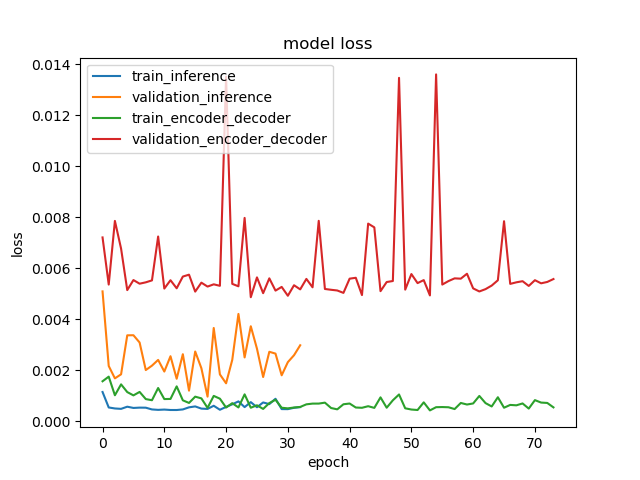 model loss
train_inference
validation_inference
train_encoder_decoder
validation_encoder_decoder
0.014
0.012
0.010
0.008
0.006
0.004
0.002
0.000
loss
0 10 20 30 40 50 60 70
epoch